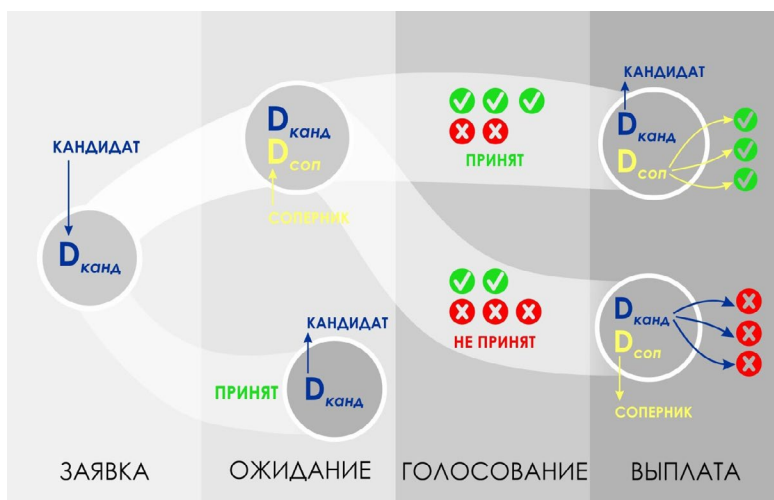 КАНДИДАТ
Dканд
ЗАЯВКА
Dканд
Dсоп
СОПЕРНИК
КАНДИДАТ
ПРИНЯТ
Dканд
ОЖИДАНИЕ
ПРИНЯТ
НЕ ПРИНЯТ
ГОЛОСОВАНИЕ
КАНДИДАТ
Dканд
Dсоп
Dканд
Dсоп
СОПЕРНИК
ВЫПЛАТА